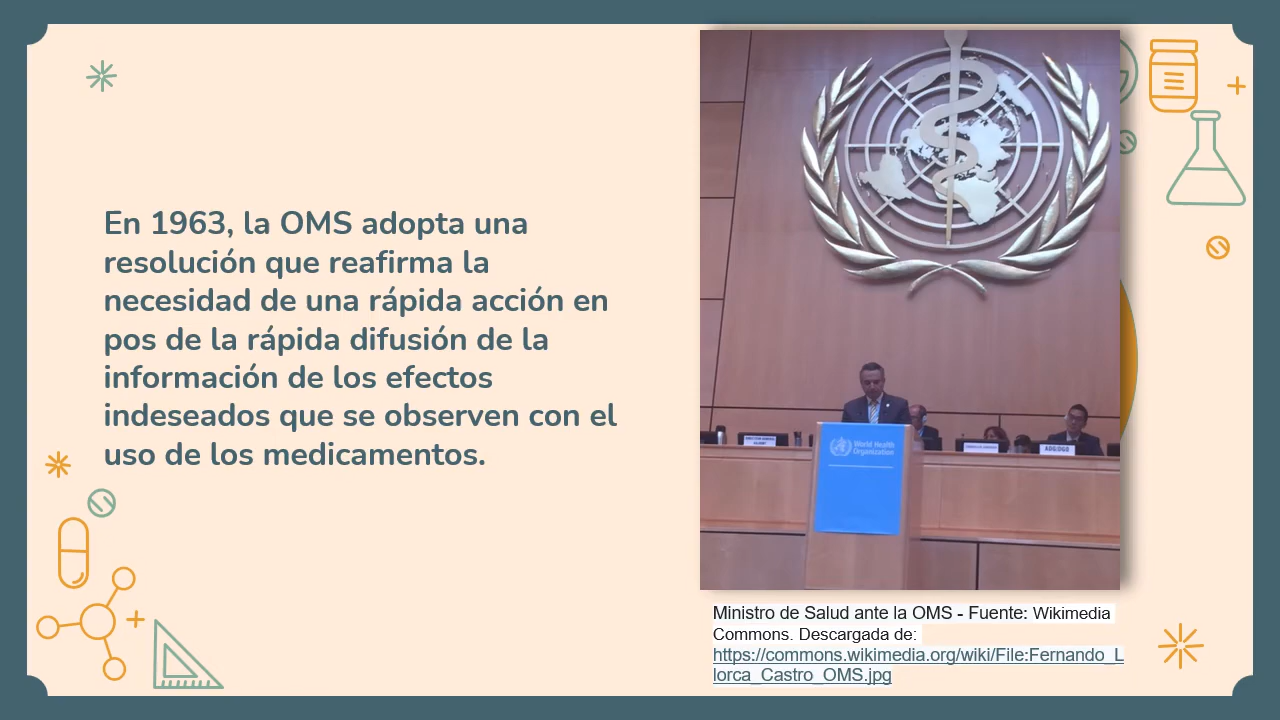 En 1963, la OMS adopta una
resolución que reafirma la
necesidad de una rápida acción en
pos de la rápida difusión de la
información de los efectos
indeseados que se observen con el
uso de los medicamentos.
World Health
Organization
ADG/DGO
Ministro de Salud ante la OMS - Fuente: Wikimedia
Commons. Descargada de:
https://commons.wikimedia.org/wiki/File:Fernando_L
lorca_Castro_OMS.jpg